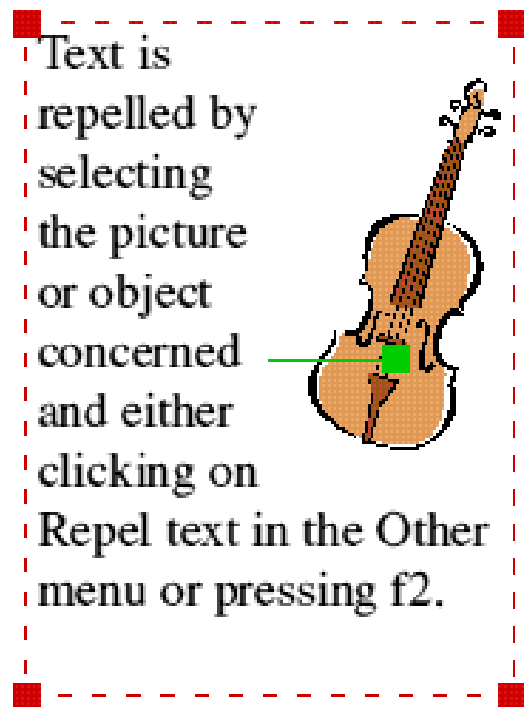 Text is
repelled by
selecting
the picture
or object
concerned
and either
clicking on
Repel text in the Other
menu or pressing f2.